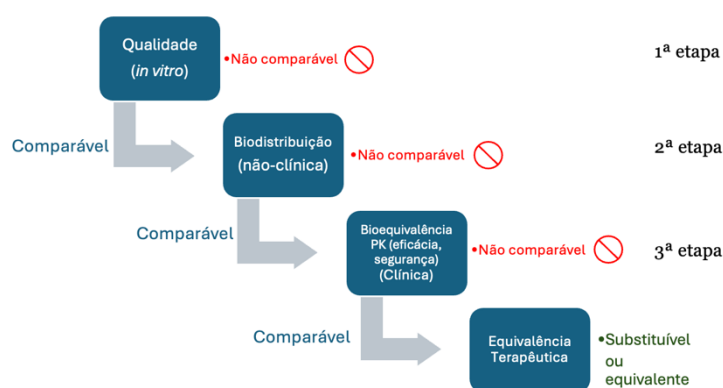 Qualidade
(in vitro)
•Não comparável
1ª etapa
Comparável
Biodistribuição
(não-clínica)
•Não comparável
2ª etapa
Comparável
Bioequivalência
PK (eficácia,
segurança)
(Clínica)
•Não comparável
3ª etapa
Comparável
Equivalência
Terapêutica
•Substituível
ou
equivalente